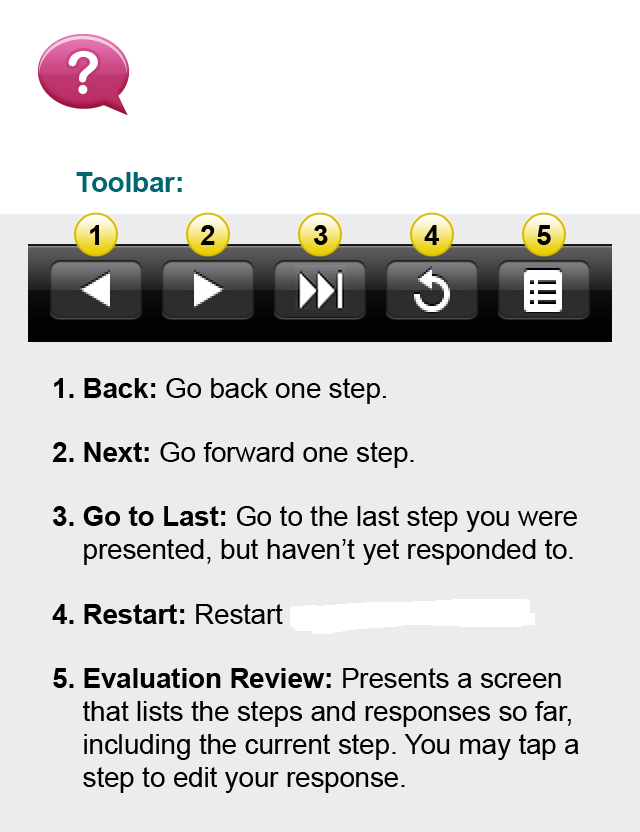 ?
Toolbar:
1 2 3 4 5
1. Back: Go back one step.
2. Next: Go forward one step.
3. Go to Last: Go to the last step you were
presented, but haven’t yet responded to.
4. Restart: Restart
5. Evaluation Review: Presents a screen
that lists the steps and responses so far,
including the current step. You may tap a
step to edit your response.